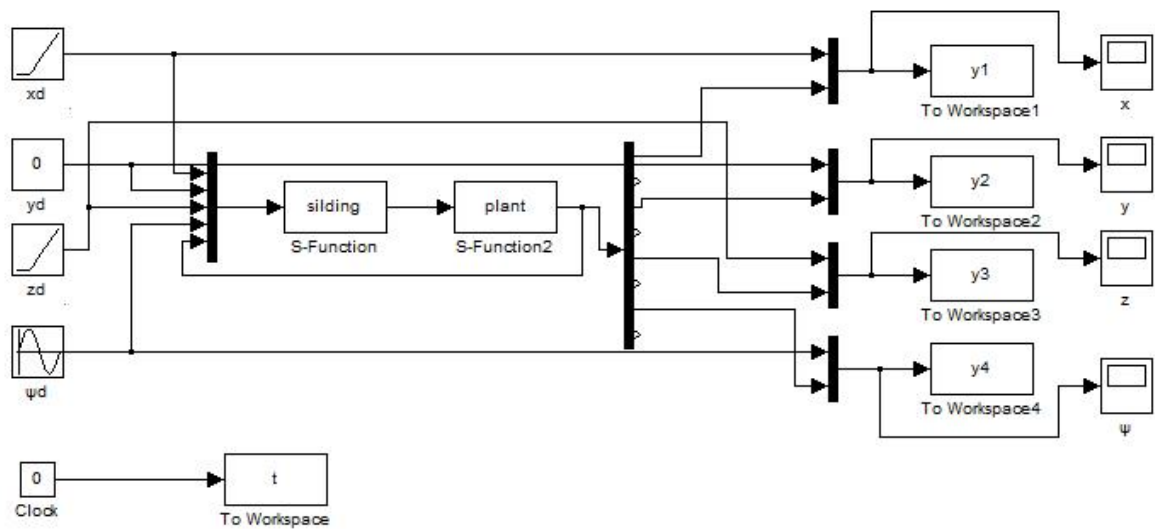 xd
0
yd
zd
ψd
0
Clock
t
To Workspace
silding
S-Function
plant
S-Function2
y1
To Workspace1
x
y2
To Workspace2
y
y3
To Workspace3
z
y4
To Workspace4
ψ